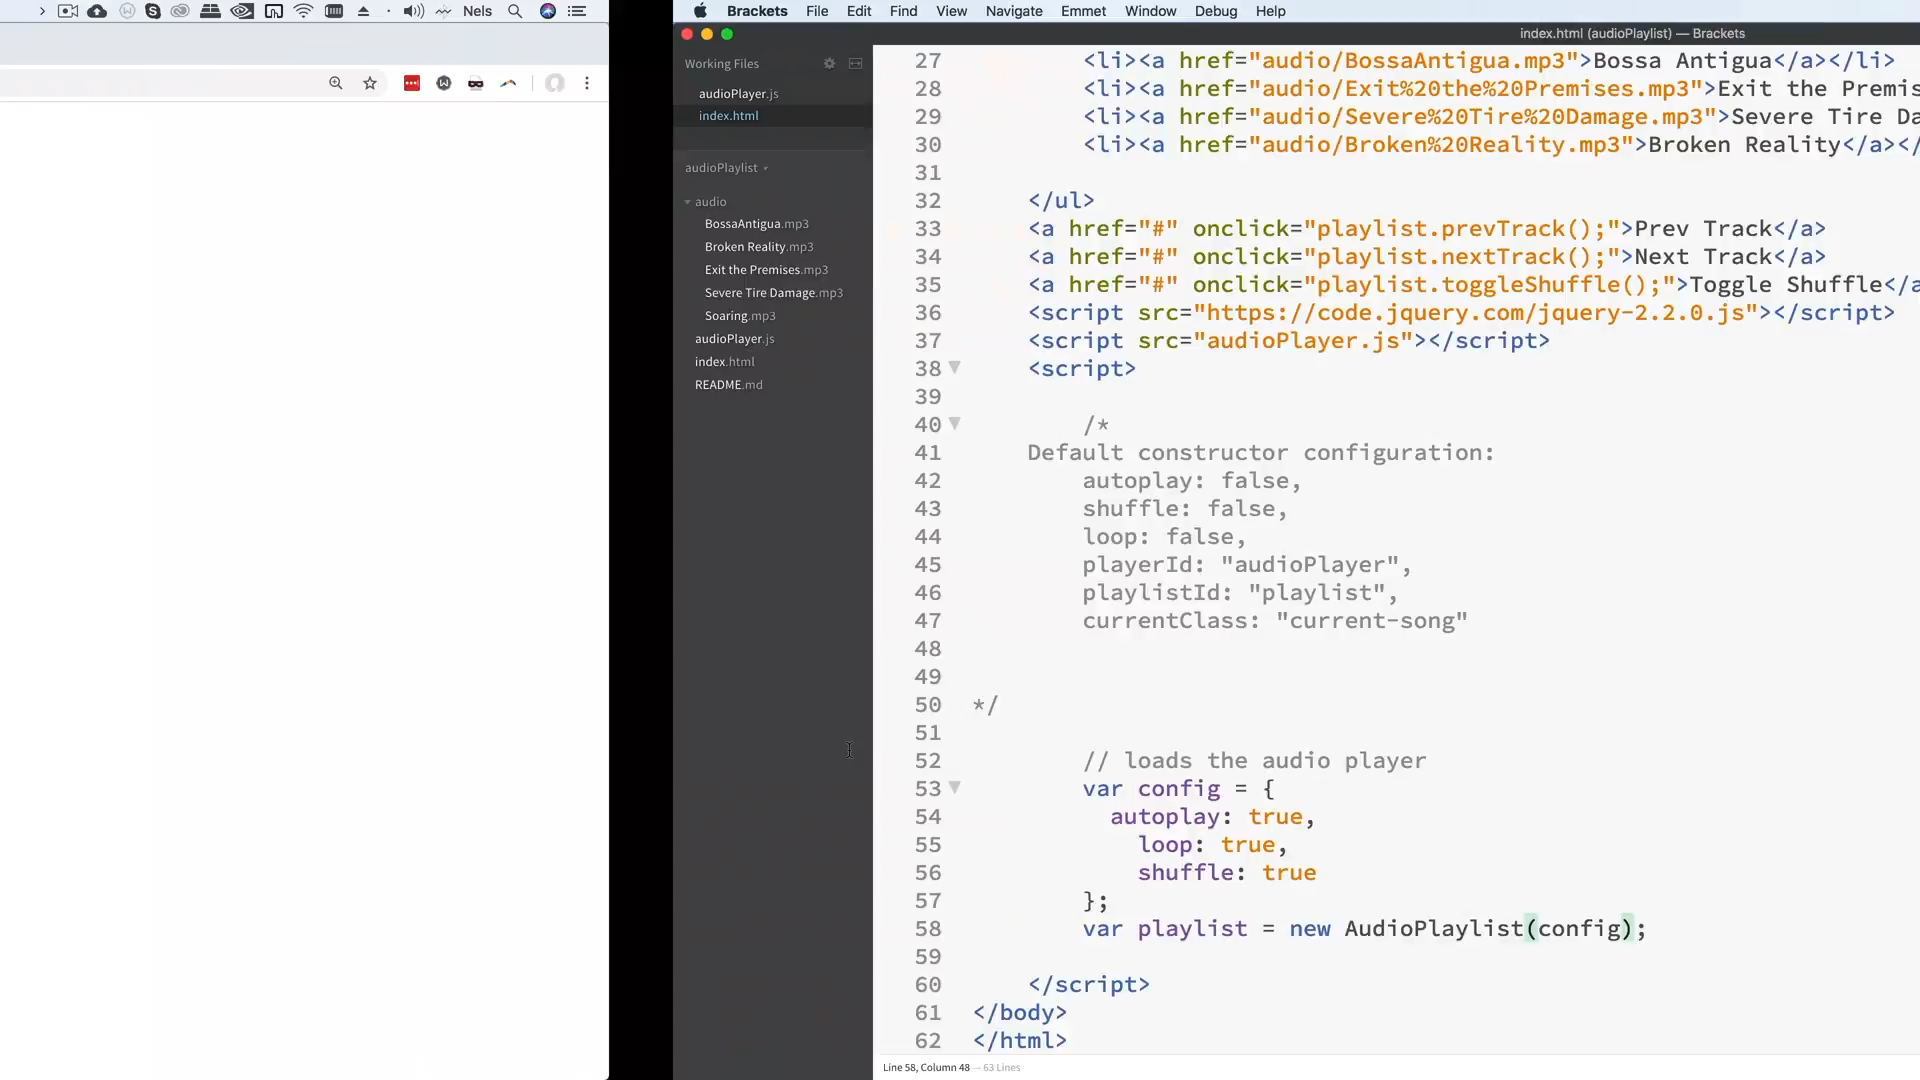 Nels
Brackets File Edit Find View Navigate Emmet Window Debug Help
index.html (audioPlaylist) — Brackets
Working Files
audioPlayer.js
index.html
audioPlaylist
audio
BossaAntigua.mp3
Broken Reality.mp3
Exit the Premises.mp3
Severe Tire Damage.mp3
Soaring.mp3
audioPlayer.js
index.html
README.md
27 <li><a href="audio/BossaAntigua.mp3">Bossa Antigua</a></li>
28 <li><a href="audio/Exit%20the%20Premises.mp3">Exit the Premis
29 <li><a href="audio/Severe%20Tire%20Damage.mp3">Severe Tire Da
30 <li><a href="audio/Broken%20Reality.mp3">Broken Reality</a></
31
32 </ul>
33 <a href="#" onclick="playlist.prevTrack();">Prev Track</a>
34 <a href="#" onclick="playlist.nextTrack();">Next Track</a>
35 <a href="#" onclick="playlist.toggleShuffle();">Toggle Shuffle</a
36 <script src="https://code.jquery.com/jquery-2.2.0.js"></script>
37 <script src="audioPlayer.js"></script>
38 <script>
39
40 /*
41 Default constructor configuration:
42 autoplay: false,
43 shuffle: false,
44 loop: false,
45 playerId: "audioPlayer",
46 playlistId: "playlist",
47 currentClass: "current-song"
48
49
50 */
51
52 // loads the audio player
53 var config = {
54 autoplay: true,
55 loop: true,
56 shuffle: true
57 };
58 var playlist = new AudioPlaylist(config);
59
60 </script>
61 </body>
62 </html>
Line 58, Column 48 — 63 Lines